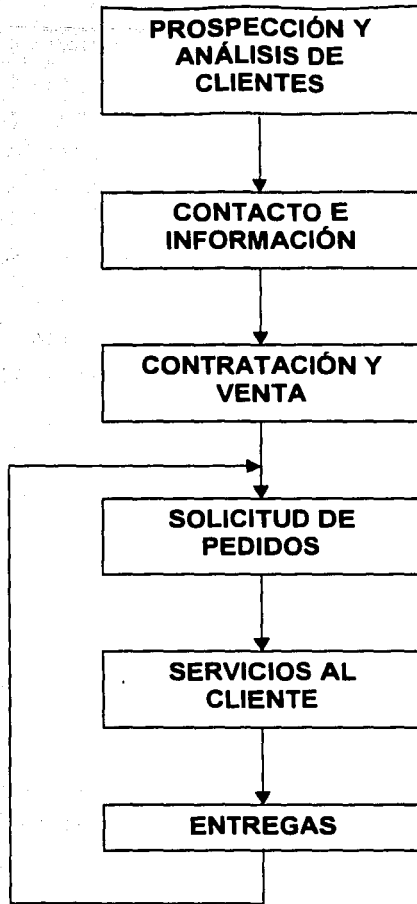 PROSPECCIÓN Y
ANÁLISIS DE
CLIENTES
CONTACTO E
INFORMACIÓN
CONTRATACIÓN Y
VENTA
SOLICITUD DE
PEDIDOS
SERVICIOS AL
CLIENTE
ENTREGAS